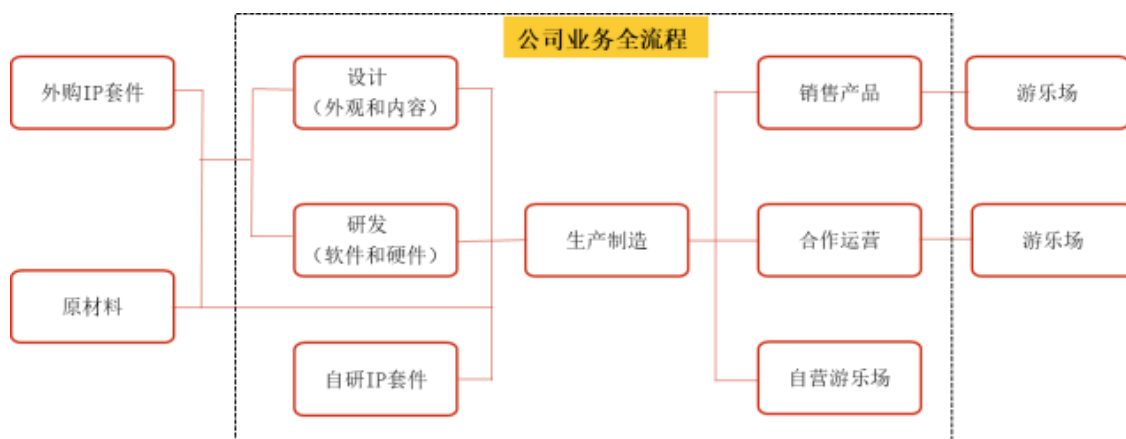 公司业务全流程
外购IP套件
设计
（外观和内容）
销售产品
游乐场
研发
（软件和硬件）
生产制造
合作运营
游乐场
原材料
自研IP套件
自营游乐场